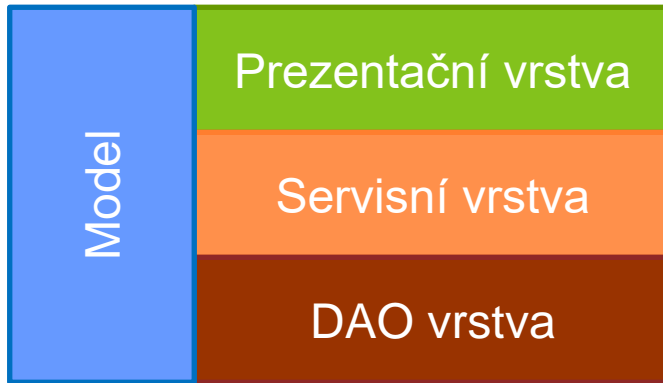 Model
Prezentační vrstva
Servisní vrstva
DAO vrstva